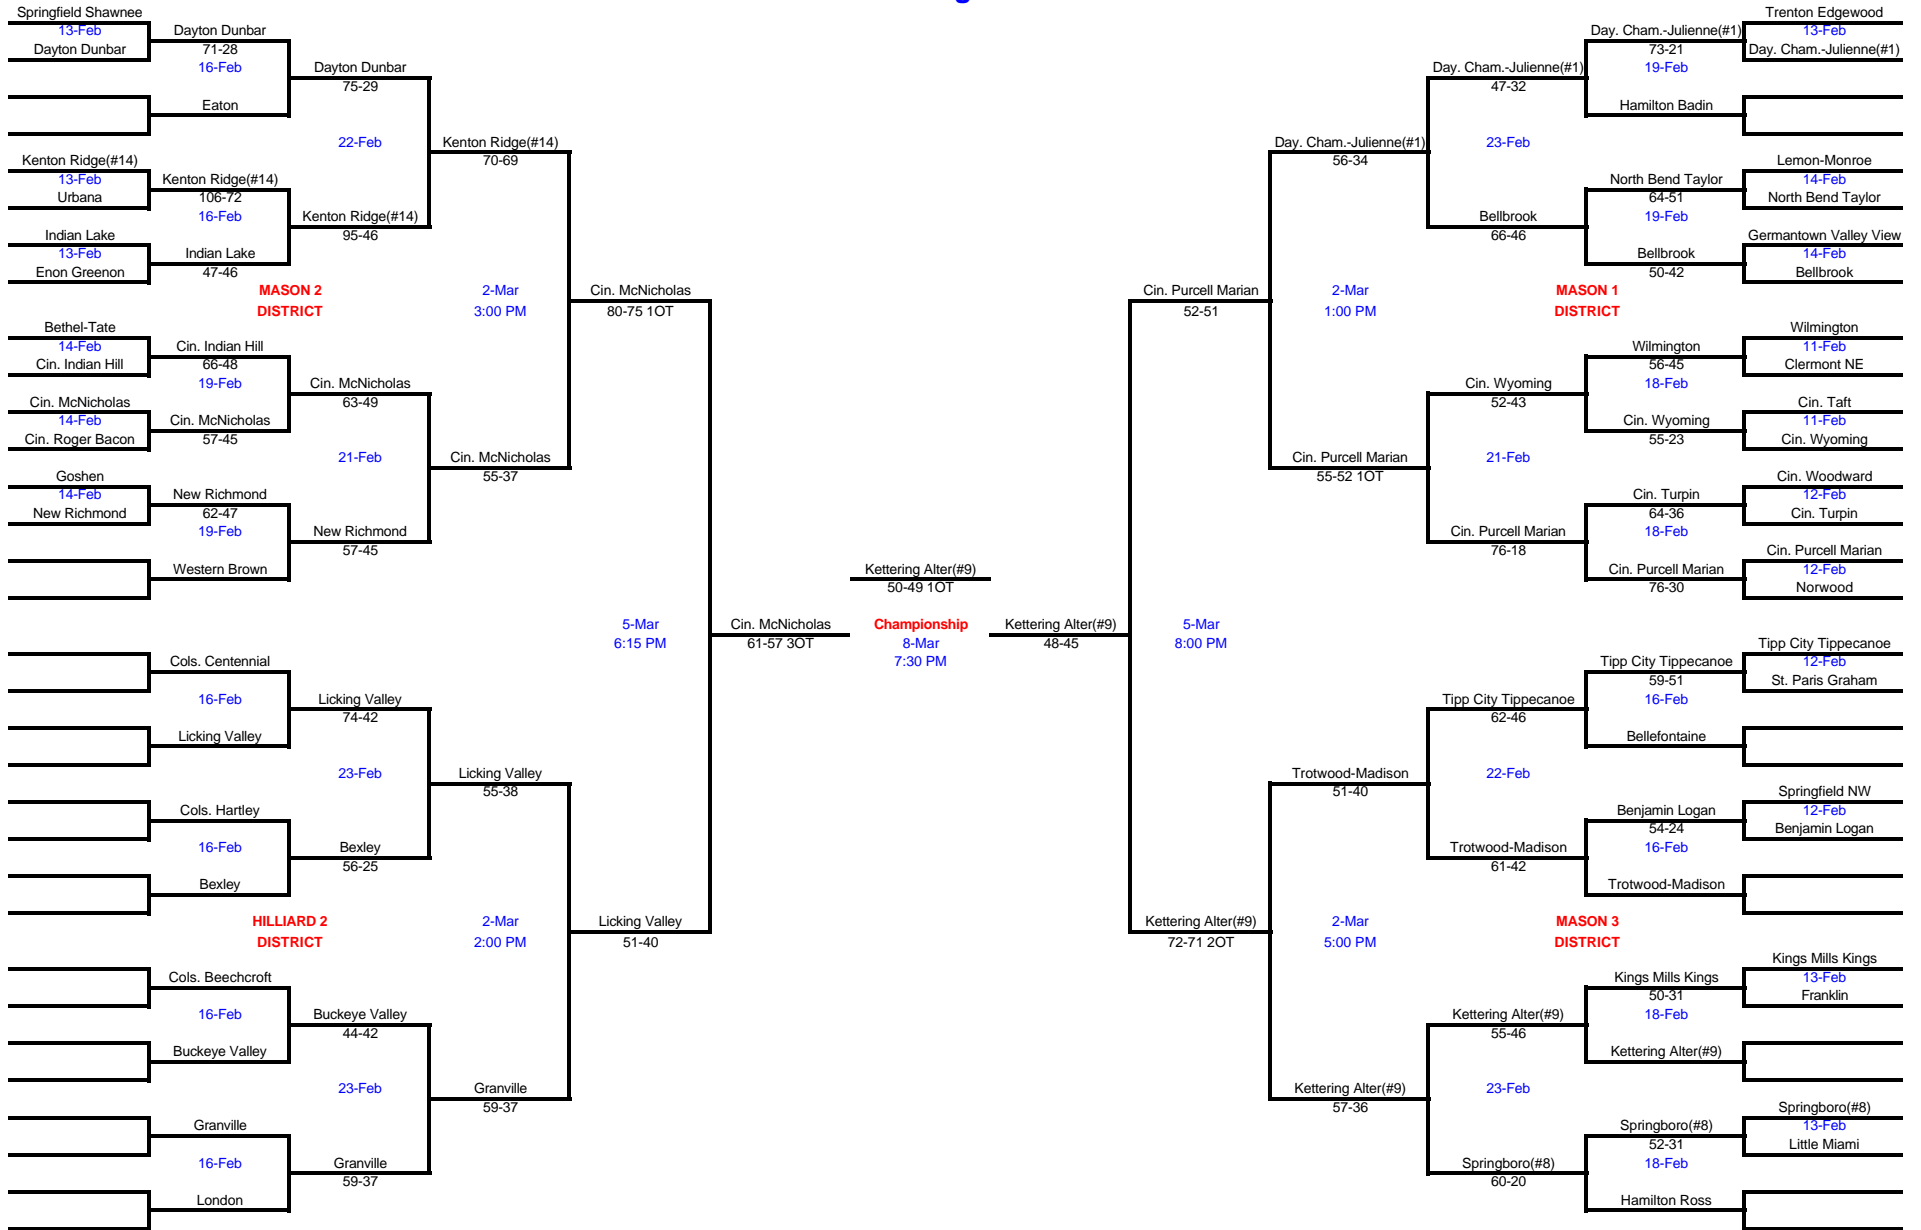 Springfield Shawnee
13-Feb
Dayton Dunbar
Dayton Dunbar
71-28
16-Feb
Eaton
Dayton Dunbar
75-29
22-Feb
Kenton Ridge(#14)
13-Feb
Urbana
Kenton Ridge(#14)
106-72
16-Feb
Indian Lake
13-Feb
Enon Greenon
Indian Lake
47-46
Kenton Ridge(#14)
95-46
Kenton Ridge(#14)
70-69
MASON 2
DISTRICT
2-Mar
3:00 PM
Cin. McNicholas
80-75 1OT
Bethel-Tate
14-Feb
Cin. Indian Hill
Cin. Indian Hill
66-48
19-Feb
Cin. McNicholas
14-Feb
Cin. Roger Bacon
Cin. McNicholas
57-45
Cin. McNicholas
63-49
21-Feb
Cin. McNicholas
55-37
Goshen
14-Feb
New Richmond
New Richmond
62-47
19-Feb
Western Brown
New Richmond
57-45
5-Mar
6:15 PM
Cin. McNicholas
61-57 3OT
Cols. Centennial
16-Feb
Licking Valley
Licking Valley
74-42
23-Feb
Licking Valley
55-38
Cols. Hartley
16-Feb
Bexley
Bexley
56-25
HILLIARD 2
DISTRICT
2-Mar
2:00 PM
Licking Valley
51-40
Cols. Beechcroft
16-Feb
Buckeye Valley
Buckeye Valley
44-42
23-Feb
Granville
59-37
Granville
16-Feb
London
Granville
59-37
Kettering Alter(#9)
50-49 1OT
Championship
8-Mar
7:30 PM
Trenton Edgewood
13-Feb
Day. Cham.-Julienne(#1)
Day. Cham.-Julienne(#1)
73-21
19-Feb
Hamilton Badin
Day. Cham.-Julienne(#1)
47-32
23-Feb
Day. Cham.-Julienne(#1)
56-34
Lemon-Monroe
14-Feb
North Bend Taylor
North Bend Taylor
64-51
19-Feb
Germantown Valley View
14-Feb
Bellbrook
Bellbrook
50-42
Bellbrook
66-46
MASON 1
DISTRICT
2-Mar
1:00 PM
Cin. Purcell Marian
52-51
Wilmington
11-Feb
Clermont NE
Wilmington
56-45
18-Feb
Cin. Taft
11-Feb
Cin. Wyoming
Cin. Wyoming
55-23
Cin. Wyoming
52-43
21-Feb
Cin. Purcell Marian
55-52 1OT
Cin. Woodward
12-Feb
Cin. Turpin
Cin. Turpin
64-36
18-Feb
Cin. Purcell Marian
12-Feb
Norwood
Cin. Purcell Marian
76-30
Cin. Purcell Marian
76-18
5-Mar
8:00 PM
Kettering Alter(#9)
48-45
Tipp City Tippecanoe
12-Feb
St. Paris Graham
Tipp City Tippecanoe
59-51
16-Feb
Bellefontaine
Tipp City Tippecanoe
62-46
22-Feb
Trotwood-Madison
51-40
Springfield NW
12-Feb
Benjamin Logan
Benjamin Logan
54-24
16-Feb
Trotwood-Madison
Trotwood-Madison
61-42
MASON 3
DISTRICT
2-Mar
5:00 PM
Kettering Alter(#9)
72-71 2OT
Kings Mills Kings
13-Feb
Franklin
Kings Mills Kings
50-31
18-Feb
Kettering Alter(#9)
Kettering Alter(#9)
55-46
23-Feb
Kettering Alter(#9)
57-36
Springboro(#8)
13-Feb
Little Miami
Springboro(#8)
52-31
18-Feb
Hamilton Ross
Springboro(#8)
60-20